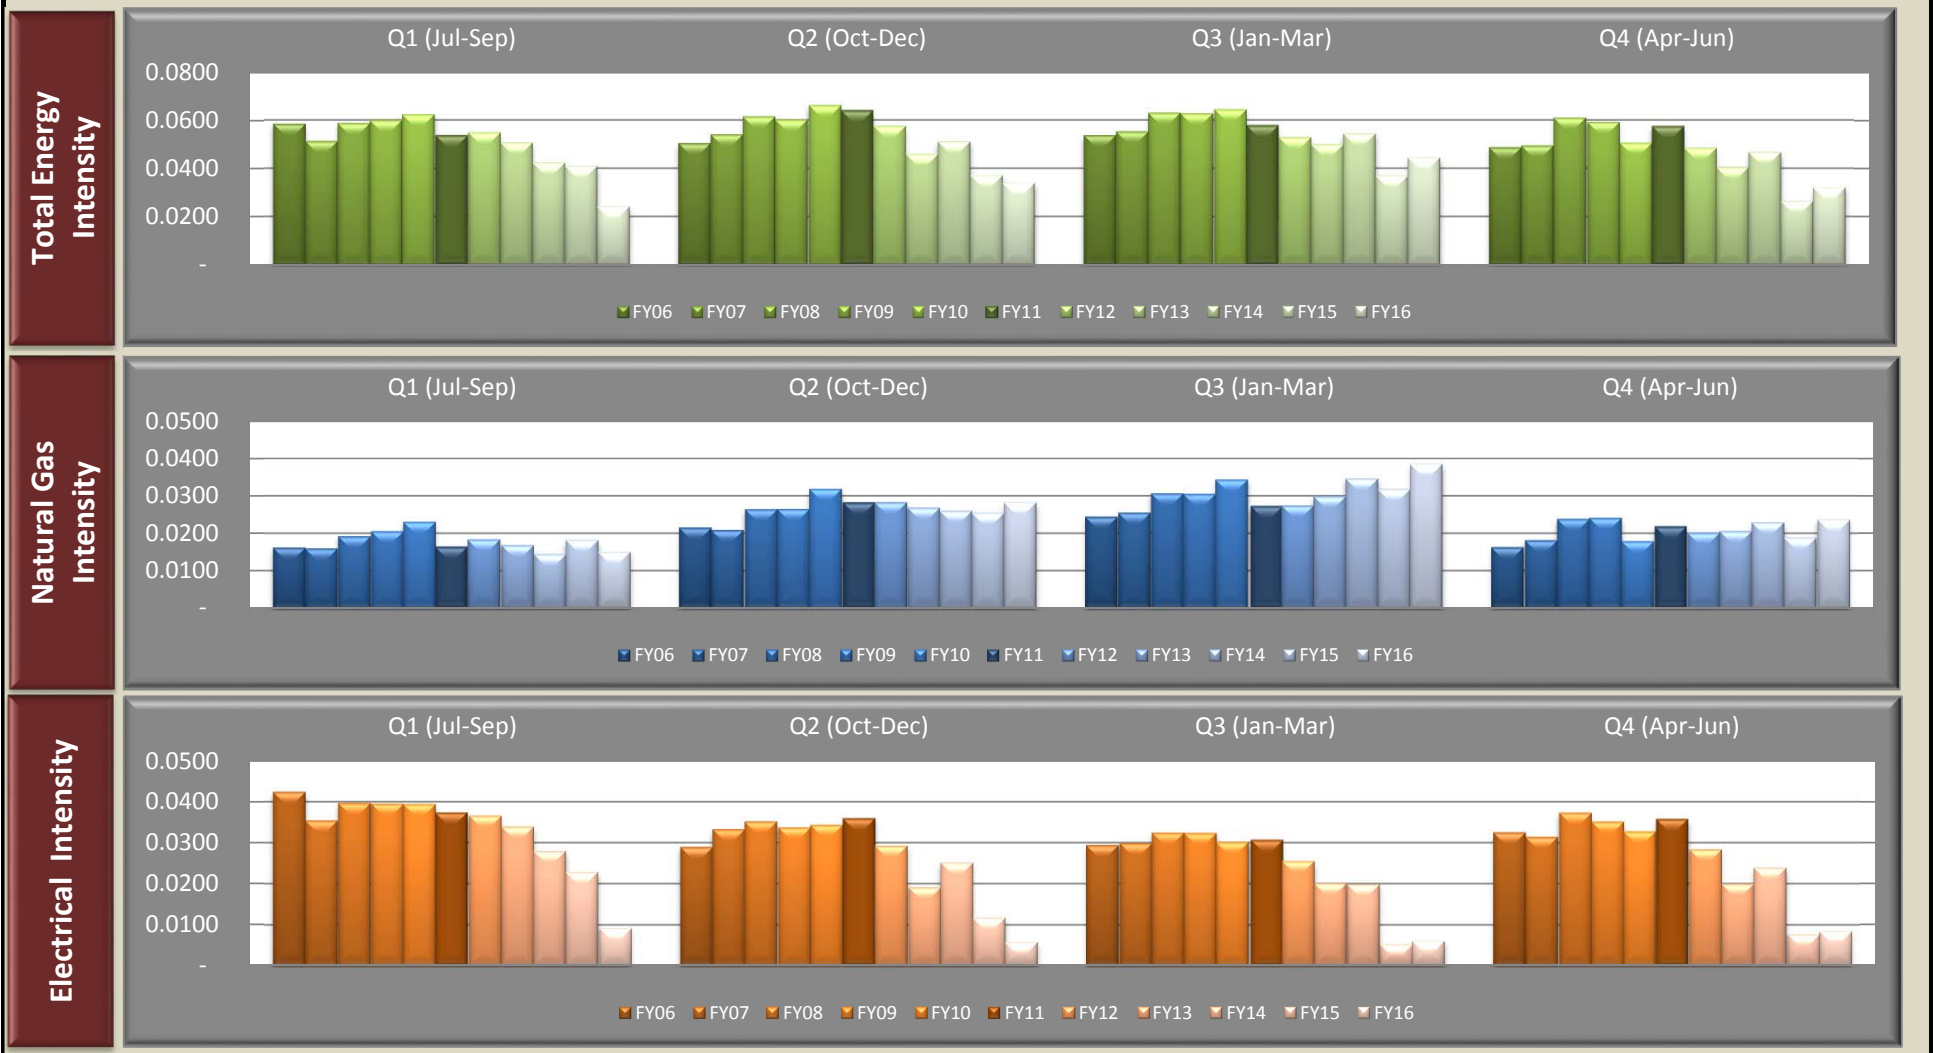 Total Energy
Intensity
Q1 (Jul-Sep) Q2 (Oct-Dec) Q3 (Jan-Mar) Q4 (Apr-Jun)
0.0800
0.0600
0.0400
0.0200
-
FY06 FY07 FY08 FY09 FY10 FY11 FY12 FY13 FY14 FY15 FY16
Natural Gas
Intensity
Q1 (Jul-Sep) Q2 (Oct-Dec) Q3 (Jan-Mar) Q4 (Apr-Jun)
0.0500
0.0400
0.0300
0.0200
0.0100
-
FY06 FY07 FY08 FY09 FY10 FY11 FY12 FY13 FY14 FY15 FY16
Electrical Intensity
Q1 (Jul-Sep) Q2 (Oct-Dec) Q3 (Jan-Mar) Q4 (Apr-Jun)
0.0500
0.0400
0.0300
0.0200
0.0100
-
FY06 FY07 FY08 FY09 FY10 FY11 FY12 FY13 FY14 FY15 FY16